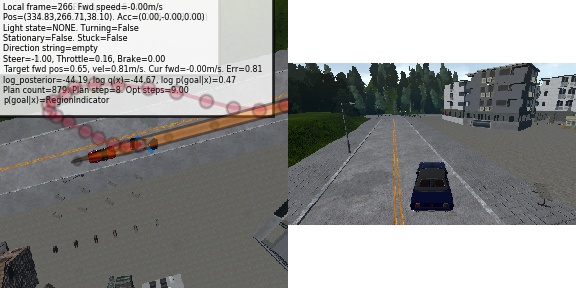 Local frame=266: Fwd speed=-0.00m/s
Pos=(334.83,266.71,38.10). Acc=(0.00,-0.00,0.00)
Light state=NONE. Turning=False
Stationary=False. Stuck=False
Direction string=empty
Steer=-1.00, Throttle=0.16, Brake=0.00
Target fwd pos=0.65, vel=0.81m/s. Cur fwd=-0.00m/s. Err=0.81
log_posterior=-44.19, log q(x)=-44.67, log p(goal|x)=0.47
Plan count=879. Plan step=8. Opt steps=9.00
p(goal|x)=RegionIndicator